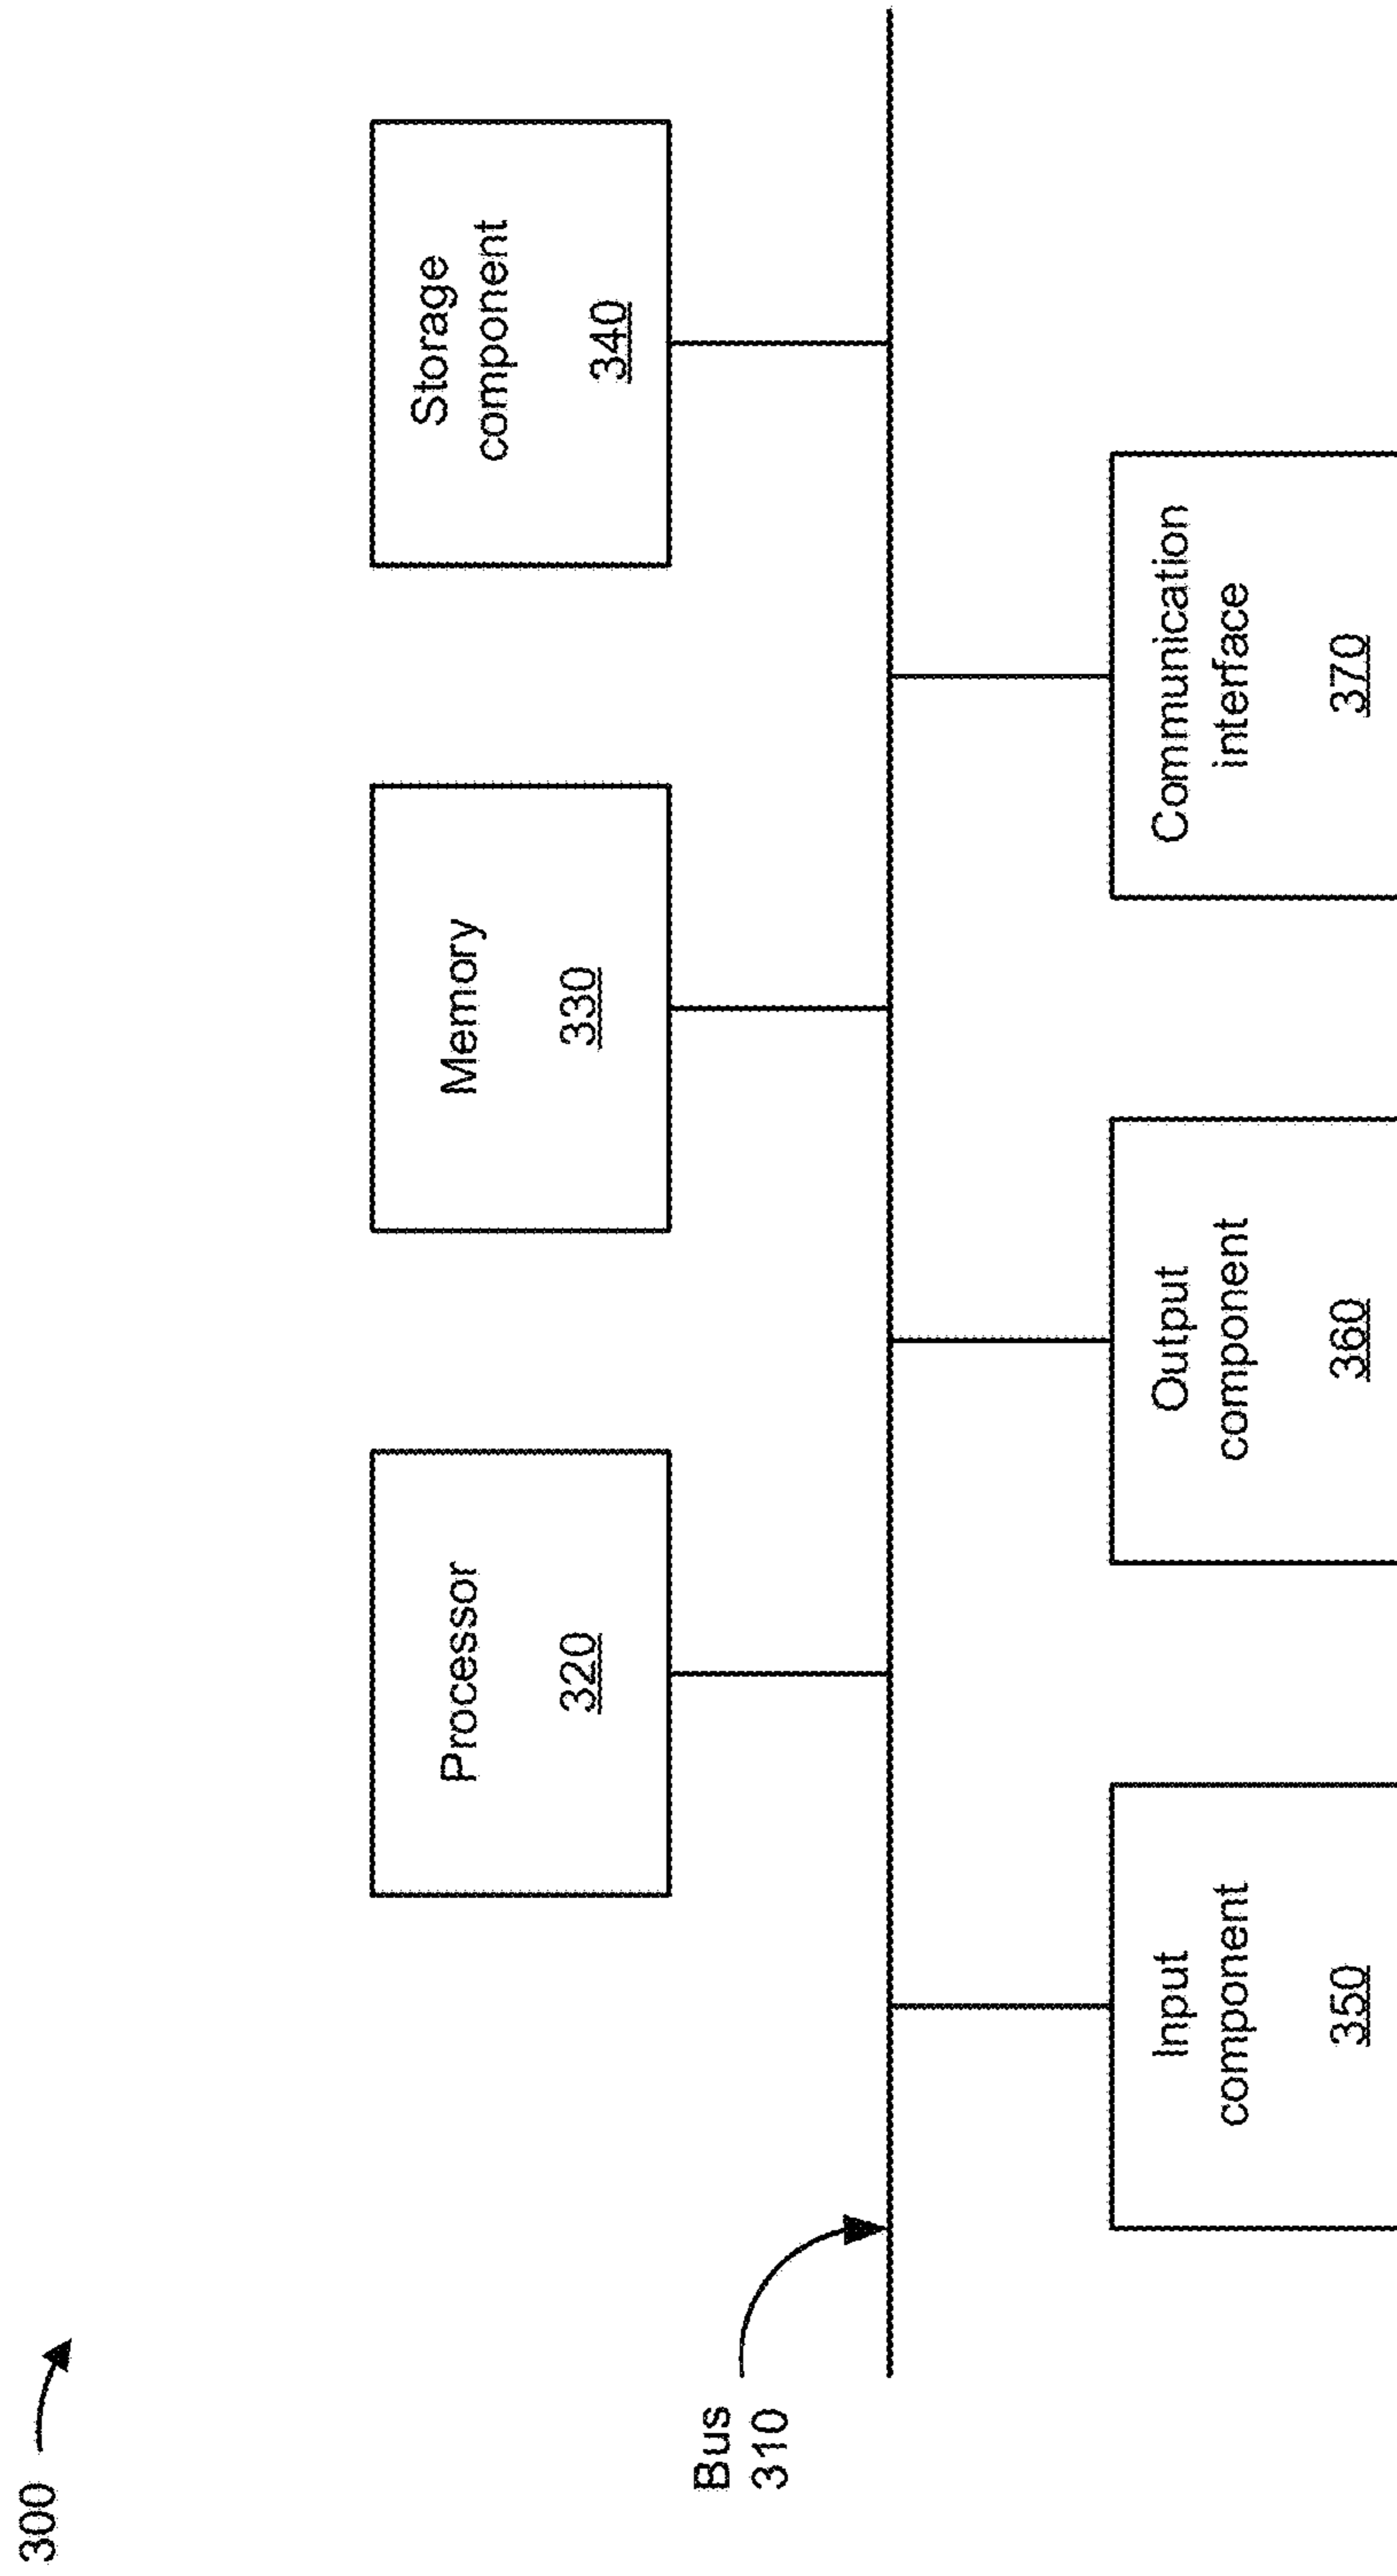 300
Processor
320
Memory
330
Storage
component
340
Bus
310
Input
component
350
Output
component
360
Communication
interface
370